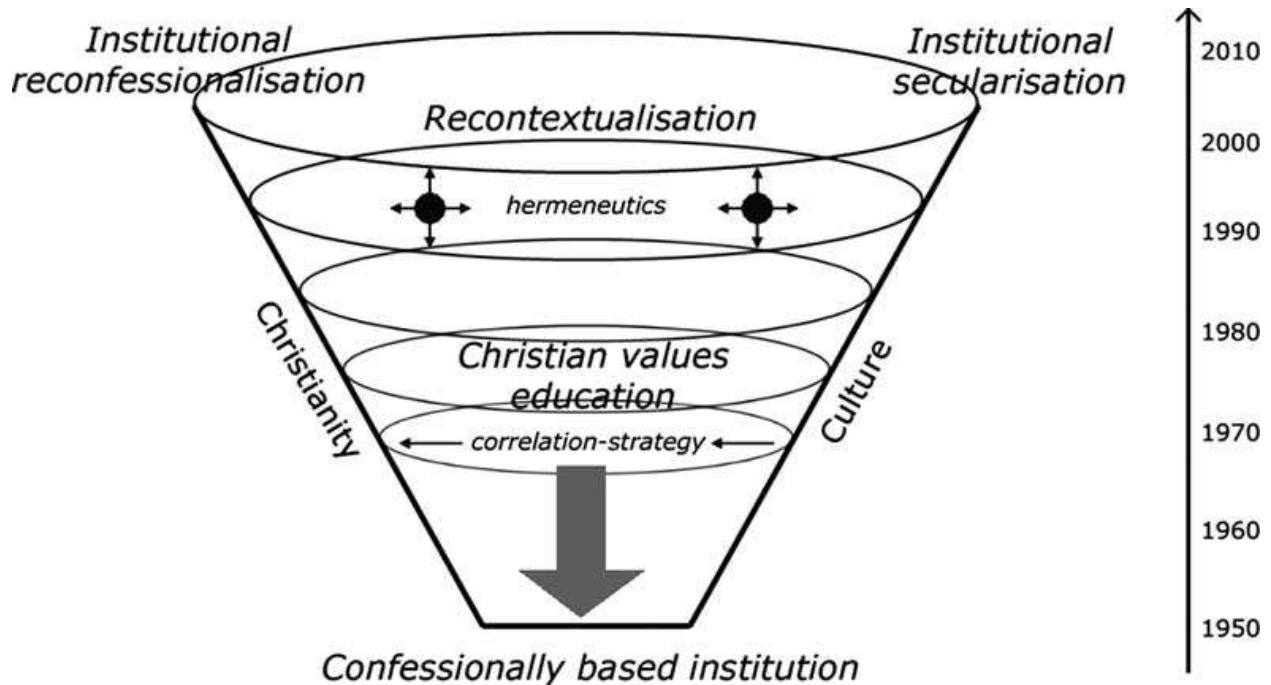 Institutional
reconfessionalisation
Institutional
secularisation
Recontextualisation
hermeneutics
Christianity
Culture
Christian values
education
correlation-strategy
Confessionally based institution
2010
2000
1990
1980
1970
1960
1950